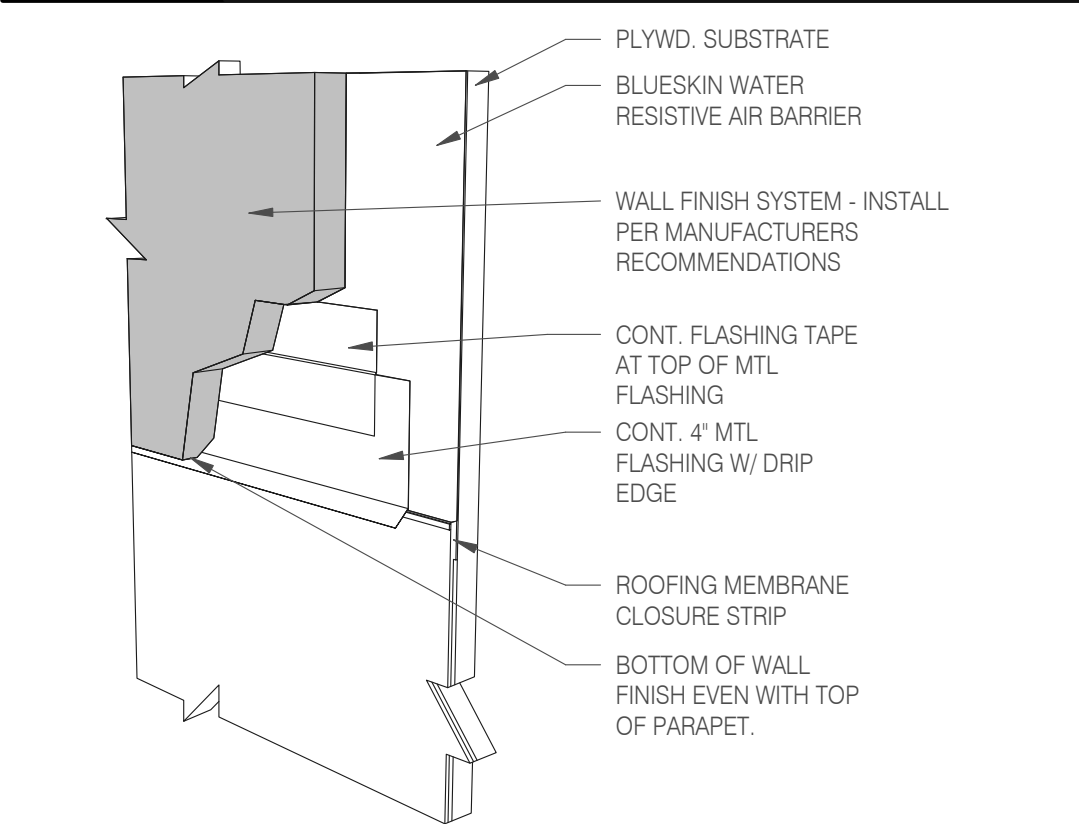 PLYWD. SUBSTRATE
BLUESKIN WATER
RESISTIVE AIR BARRIER
WALL FINISH SYSTEM - INSTALL
PER MANUFACTURERS
RECOMMENDATIONS
CONT. FLASHING TAPE
AT TOP OF MTL
FLASHING
CONT. 4" MTL
FLASHING W/ DRIP
EDGE
ROOFING MEMBRANE
CLOSURE STRIP
BOTTOM OF WALL
FINISH EVEN WITH TOP
OF PARAPET.